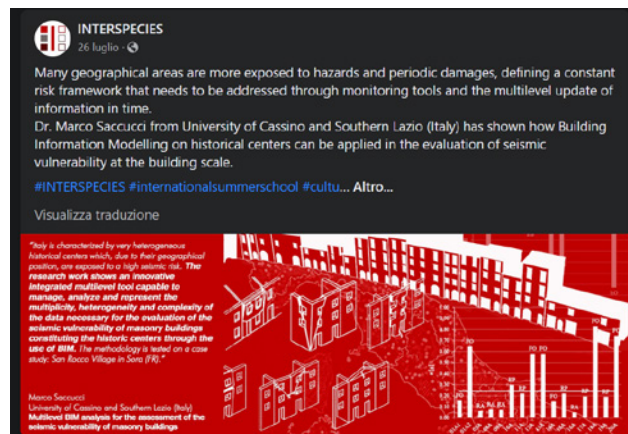 INTERSPECIES
26 luglio ·
Many geographical areas are more exposed to hazards and periodic damages, defining a constant
risk framework that needs to be addressed through monitoring tools and the multilevel update of
information in time.
Dr. Marco Saccucci from University of Cassino and Southern Lazio (Italy) has shown how Building
Information Modelling on historical centers can be applied in the evaluation of seismic
vulnerability at the building scale.
#INTERSPECIES #internationalsummerschool #cultu... Altro...
Visualizza traduzione
"Italy is characterized by very heterogeneous
historical centers which, due to their geographical
position, are exposed to a high seismic risk. The
research work shows an innovative
integrated multilevel tool capable to
manage, analyze and represent the
multiplicity, heterogeneity and complexity of
the data necessary for the evaluation of the
seismic vulnerability of masonry buildings
constituting the historic centers through the
use of BIM. The methodology is tested on a case
study: San Rocco Village in Sora (FR)."
Marco Saccucci
University of Cassino and Southern Lazio (Italy)
Multilevel BIM analysis for the assessment of the
seismic vulnerability of masonry buildings